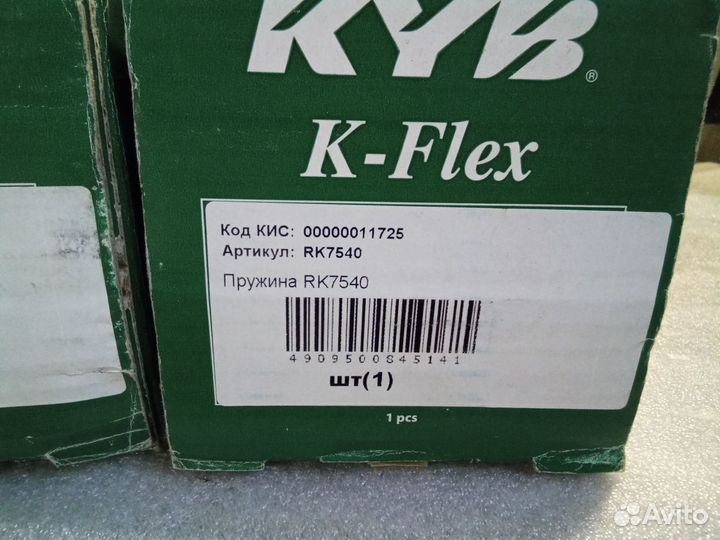 KYB®
K-Flex
Код КИС: 00000011725
Артикул: RK7540
Пружина RK7540
4909500845141
шт(1)
1 pcs
Avito